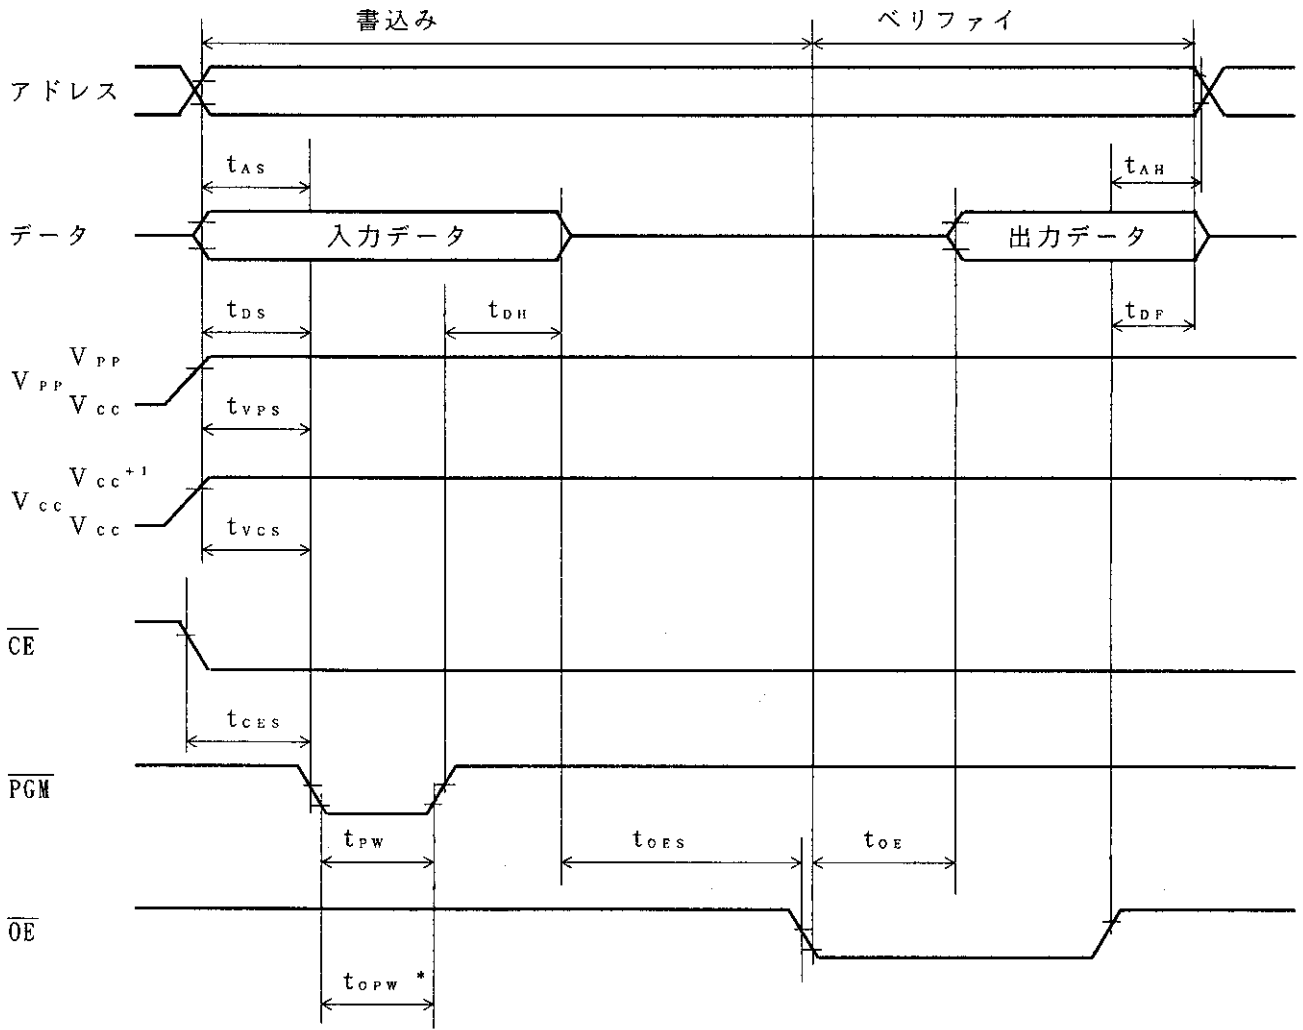 書込み ベリファイ
アドレス
tAS tAH
データ 入力データ 出力データ
tDS tDH tDF
VPP
VPP
VCC
tVPS
VCC+1
VCC
VCC
tVCS
CE
tCES
PGM
tPW tOES tOE
OE
tOPW *